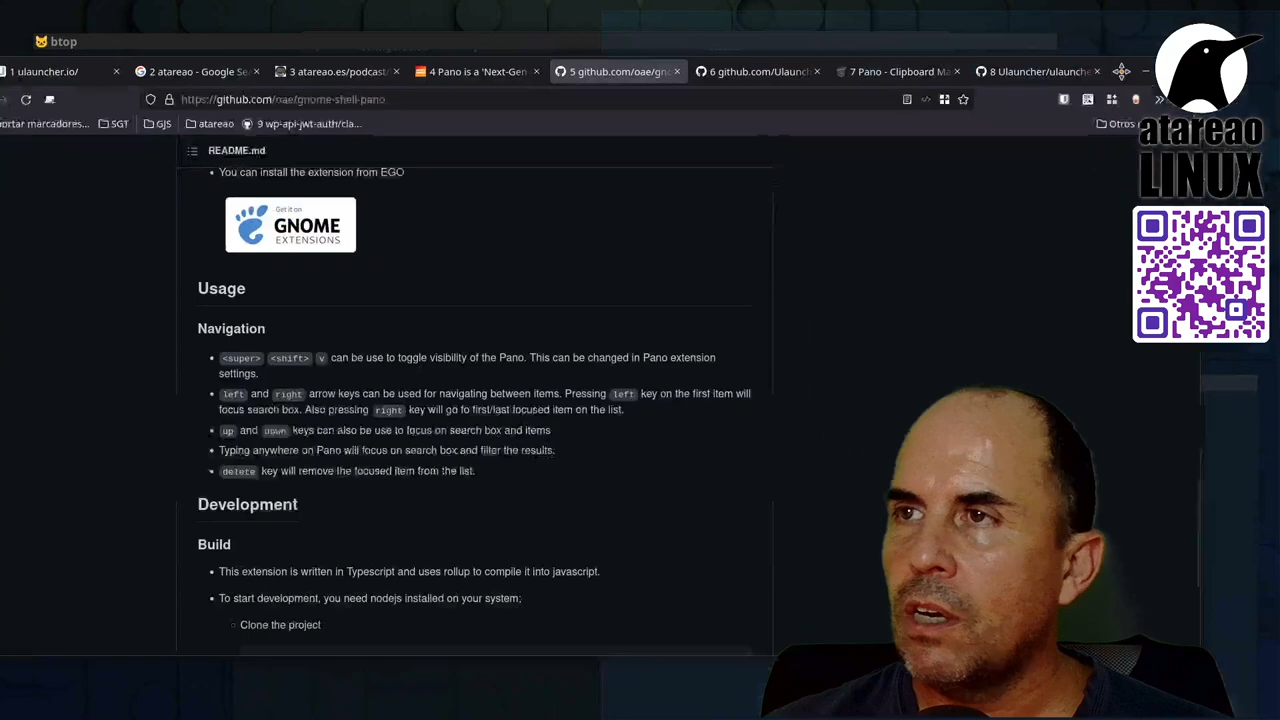 btop
1 ulauncher.io/
2 atareao - Google Se
3 atareao.es/podcast/
4 Pano is a 'Next-Gen
5 github.com/oae/gno
6 github.com/Ulaunch
7 Pano - Clipboard Ma
8 Ulauncher/ulaunche
https://github.com/oae/gnome-shell-pano
ortar marcadores...
SGT
GJS
atareao
9 wp-api-jwt-auth/cla...
Otros
README.md
You can install the extension from EGO
Get it on
GNOME
EXTENSIONS
Usage
Navigation
<super> <shift> v can be use to toggle visibility of the Pano. This can be changed in Pano extension
settings.
left and right arrow keys can be used for navigating between items. Pressing left key on the first item will
focus search box. Also pressing right key will go to first/last focused item on the list.
up and down keys can also be use to focus on search box and items
Typing anywhere on Pano will focus on search box and filter the results.
delete key will remove the focused item from the list.
Development
Build
This extension is written in Typescript and uses rollup to compile it into javascript.
To start development, you need nodejs installed on your system;
Clone the project
atareao
LINUX